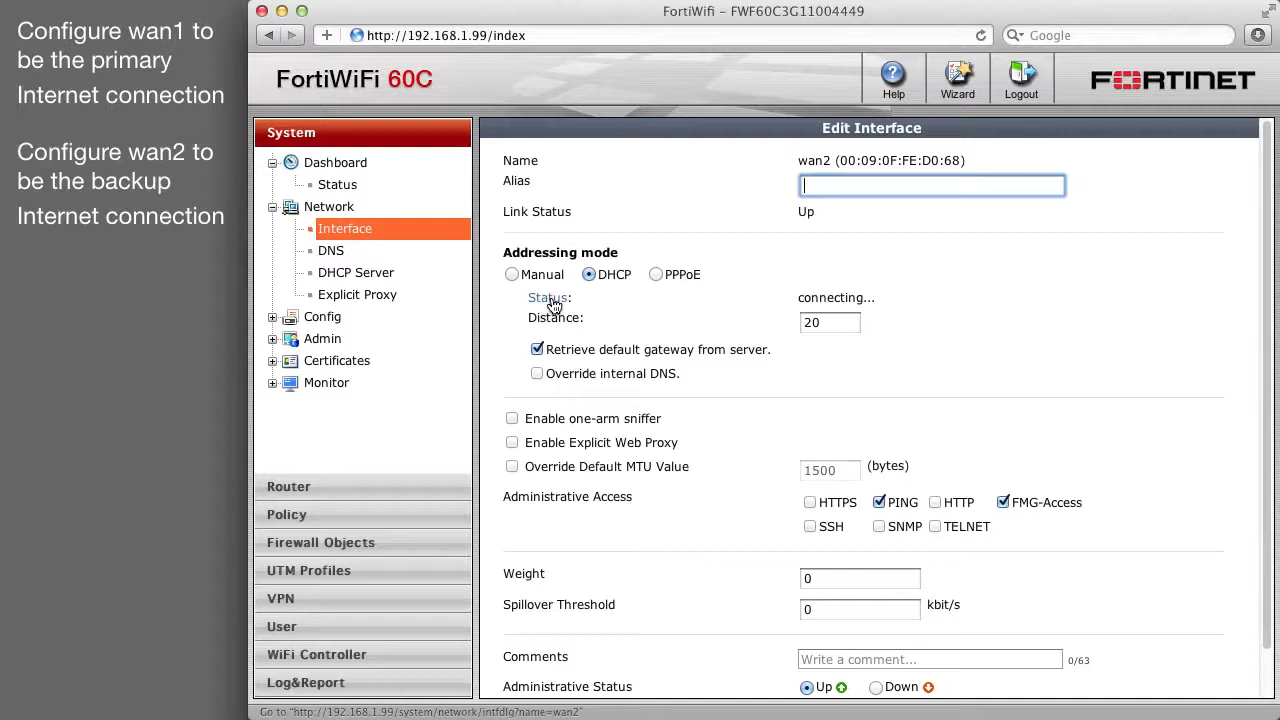 Configure wan1 to
be the primary
Internet connection
Configure wan2 to
be the backup
Internet connection
FortiWifi – FWF60C3G11004449
http://192.168.1.99/index
Google
FortiWiFi 60C
Help
Wizard
Logout
FORTINET
System
Dashboard
Status
Network
Interface
DNS
DHCP Server
Explicit Proxy
Config
Admin
Certificates
Monitor
Router
Policy
Firewall Objects
UTM Profiles
VPN
User
WiFi Controller
Log&Report
Edit Interface
Name wan2 (00:09:0F:FE:D0:68)
Alias
Link Status Up
Addressing mode
Manual DHCP PPPoE
Status: connecting...
Distance: 20
Retrieve default gateway from server.
Override internal DNS.
Enable one-arm sniffer
Enable Explicit Web Proxy
Override Default MTU Value 1500 (bytes)
Administrative Access HTTPS PING HTTP FMG-Access
SSH SNMP TELNET
Weight 0
Spillover Threshold 0 kbit/s
Comments Write a comment... 0/63
Administrative Status Up Down
Go to "http://192.168.1.99/system/network/intfdlg?name=wan2"